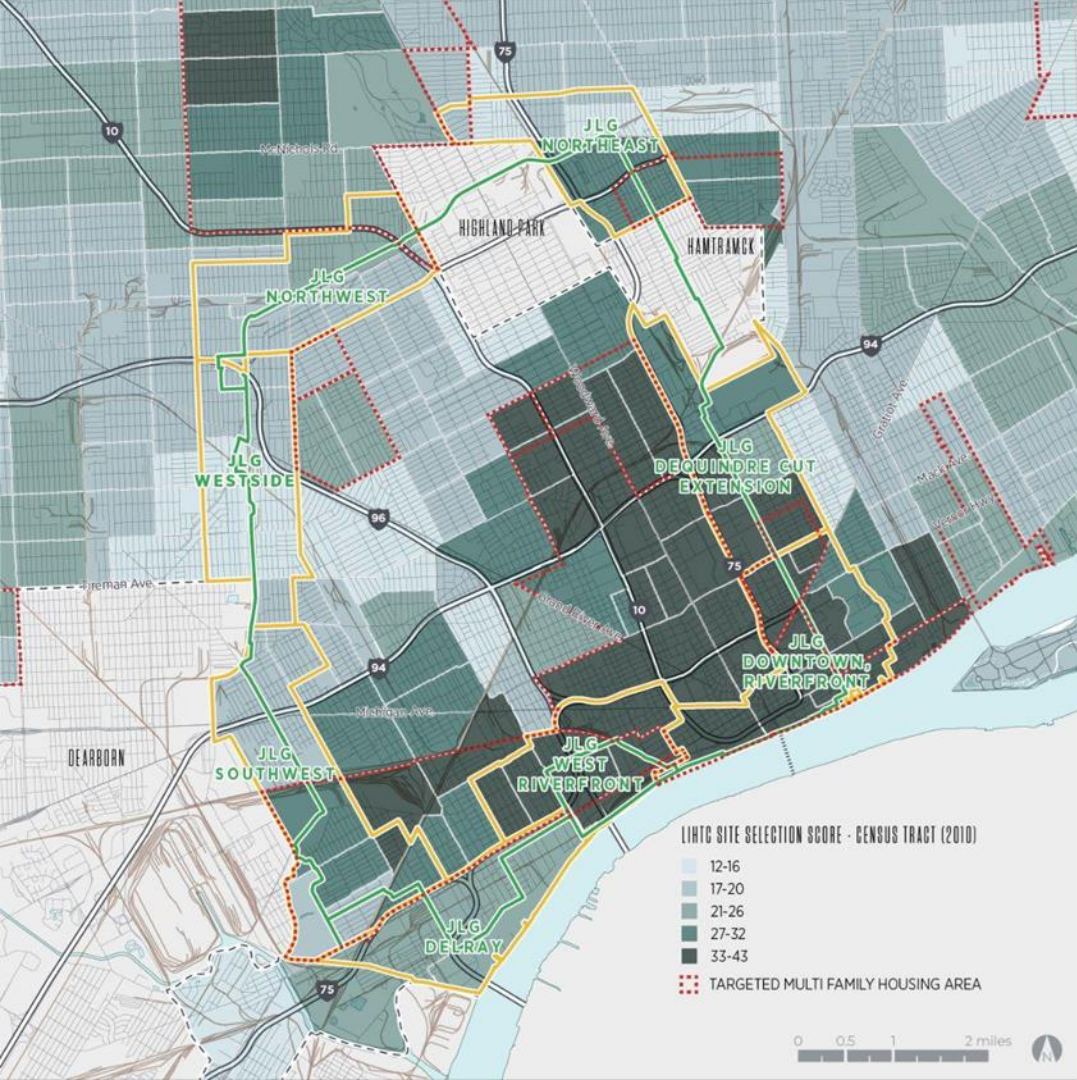 75
10
McNichols Rd.
JLG
NORTHEAST
HIGHLAND PARK
HAMTRAMCK
JLG
NORTHWEST
94
Woodward Ave.
Gratiot Ave.
JLG
WESTSIDE
JLG
DEQUINDRE CUT
EXTENSION
Mack Ave.
Vernor Hwy.
96
75
Tireman Ave.
Grand River Ave.
10
JLG
DOWNTOWN,
RIVERFRONT
94
Michigan Ave.
DEARBORN
JLG
SOUTHWEST
JLG
WEST
RIVERFRONT
JLG
DELRAY
75
LIHTC SITE SELECTION SCORE - CENSUS TRACT (2010)
12-16
17-20
21-26
27-32
33-43
TARGETED MULTI FAMILY HOUSING AREA
0 0.5 1 2 miles
N